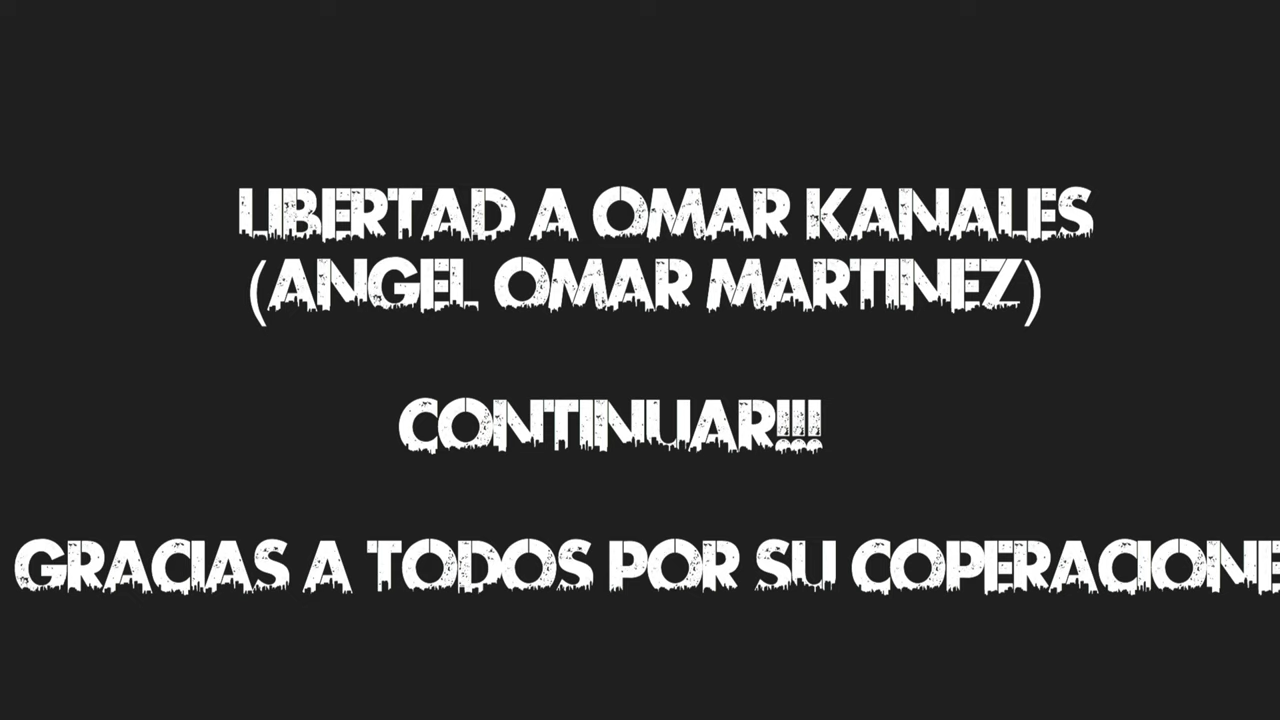 LIBERTAD A OMAR KANALES
(ANGEL OMAR MARTINEZ)
CONTINUAR!!!
GRACIAS A TODOS POR SU COPERACIONE